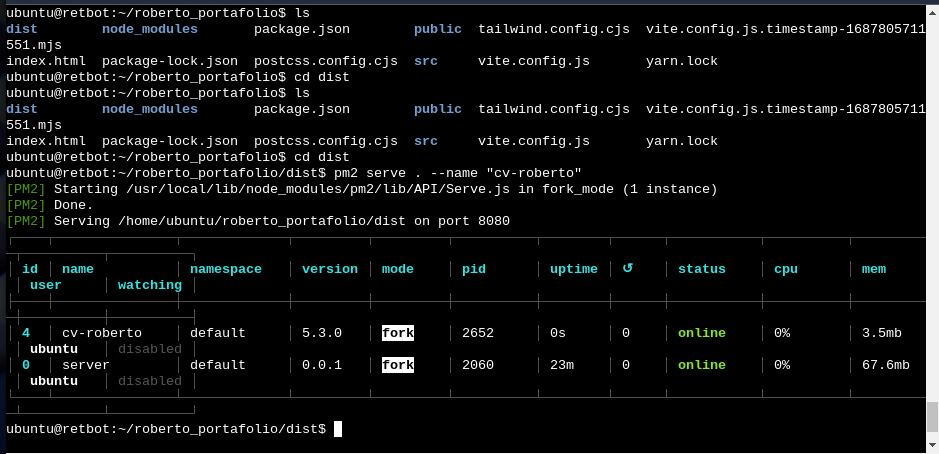 ubuntu@retbot:~/roberto_portafolio$ ls
dist        node_modules       package.json        public  tailwind.config.cjs  vite.config.js.timestamp-1687805711
551.mjs
index.html  package-lock.json  postcss.config.cjs  src     vite.config.js       yarn.lock
ubuntu@retbot:~/roberto_portafolio$ cd dist
ubuntu@retbot:~/roberto_portafolio$ ls
dist        node_modules       package.json        public  tailwind.config.cjs  vite.config.js.timestamp-1687805711
551.mjs
index.html  package-lock.json  postcss.config.cjs  src     vite.config.js       yarn.lock
ubuntu@retbot:~/roberto_portafolio$ cd dist
ubuntu@retbot:~/roberto_portafolio/dist$ pm2 serve . --name "cv-roberto"
[PM2] Starting /usr/local/lib/node_modules/pm2/lib/API/Serve.js in fork_mode (1 instance)
[PM2] Done.
[PM2] Serving /home/ubuntu/roberto_portafolio/dist on port 8080
│ id │ name │ namespace │ version │ mode │ pid │ uptime │ ↺ │ status │ cpu │ mem
│ user │ watching │
│ 4 │ cv-roberto │ default │ 5.3.0 │ fork │ 2652 │ 0s │ 0 │ online │ 0% │ 3.5mb
│ ubuntu │ disabled │
│ 0 │ server │ default │ 0.0.1 │ fork │ 2060 │ 23m │ 0 │ online │ 0% │ 67.6mb
│ ubuntu │ disabled │
ubuntu@retbot:~/roberto_portafolio/dist$